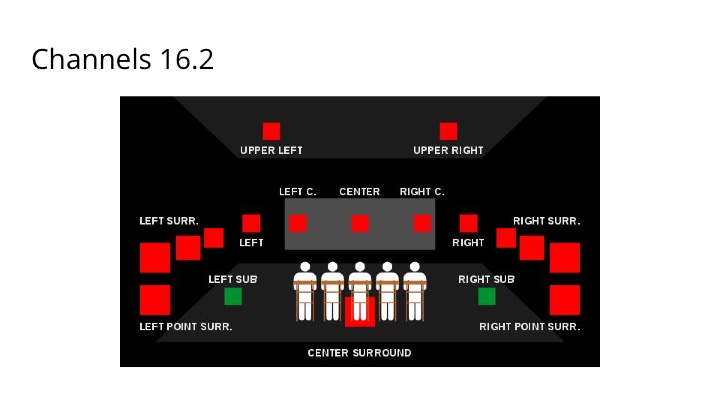 Channels 16.2
UPPER LEFT
UPPER RIGHT
LEFT C.
CENTER
RIGHT C.
LEFT SURR.
RIGHT SURR.
LEFT
RIGHT
LEFT SUB
RIGHT SUB
LEFT POINT SURR.
RIGHT POINT SURR.
CENTER SURROUND